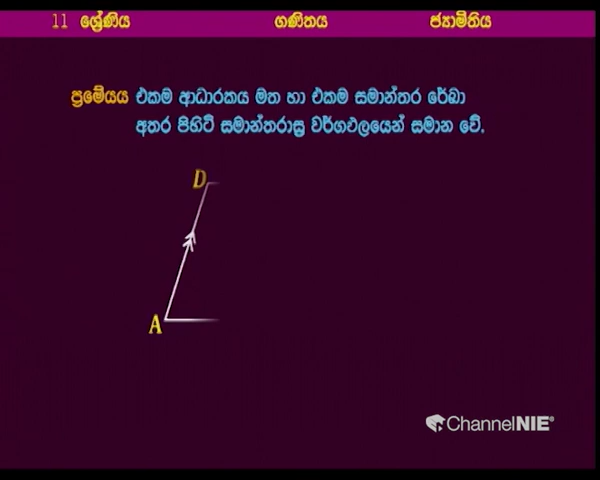 11 ශ්‍රේණිය ගණිතය ජ්‍යාමිතිය
ප්‍රමේයය එකම ආධාරකය මත හා එකම සමාන්තර රේඛා
අතර පිහිටි සමාන්තරාස්‍ර වර්ගඵලයෙන් සමාන වේ.
D
A
ChannelNIE®